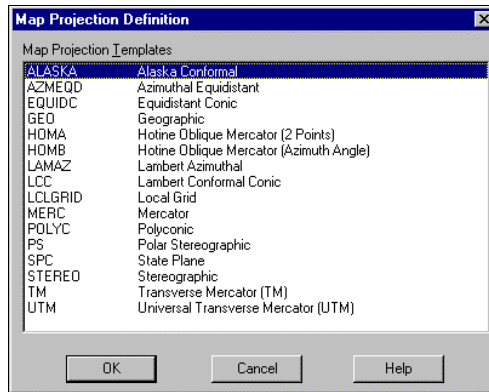 Map Projection Definition
Map Projection Templates
ALASKA Alaska Conformal
AZMEQD Azimuthal Equidistant
EQUIDC Equidistant Conic
GEO Geographic
HOMA Hotine Oblique Mercator (2 Points)
HOMB Hotine Oblique Mercator (Azimuth Angle)
LAMAZ Lambert Azimuthal
LCC Lambert Conformal Conic
LCLGRID Local Grid
MERC Mercator
POLYC Polyconic
PS Polar Stereographic
SPC State Plane
STEREO Stereographic
TM Transverse Mercator (TM)
UTM Universal Transverse Mercator (UTM)
OK Cancel Help